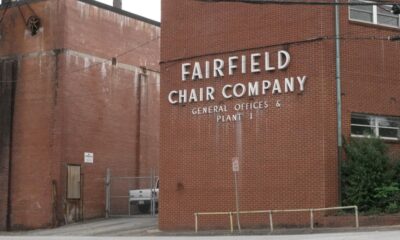 FAIRFIELD
CHAIR COMPANY
GENERAL OFFICES &
PLANT 1